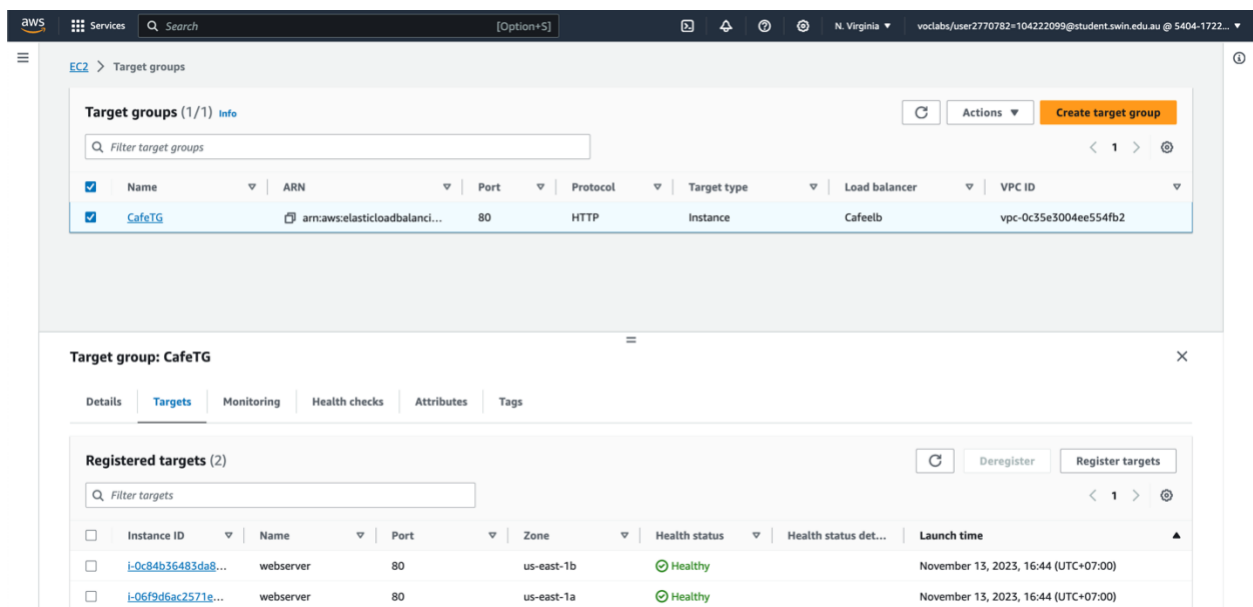 aws Services Search [Option+S] N. Virginia ▼ voclabs/user2770782=104222099@student.swin.edu.au @ 5404-1722... ▼
EC2 > Target groups
Target groups (1/1) Info Actions ▼ Create target group
Filter target groups < 1 >
Name ARN Port Protocol Target type Load balancer VPC ID
CafeTG arn:aws:elasticloadbalanci... 80 HTTP Instance Cafeelb vpc-0c35e3004ee554fb2
Target group: CafeTG
Details Targets Monitoring Health checks Attributes Tags
Registered targets (2) Deregister Register targets
Filter targets < 1 >
Instance ID Name Port Zone Health status Health status det... Launch time
i-0c84b36483da8... webserver 80 us-east-1b Healthy November 13, 2023, 16:44 (UTC+07:00)
i-06f9d6ac2571e... webserver 80 us-east-1a Healthy November 13, 2023, 16:44 (UTC+07:00)